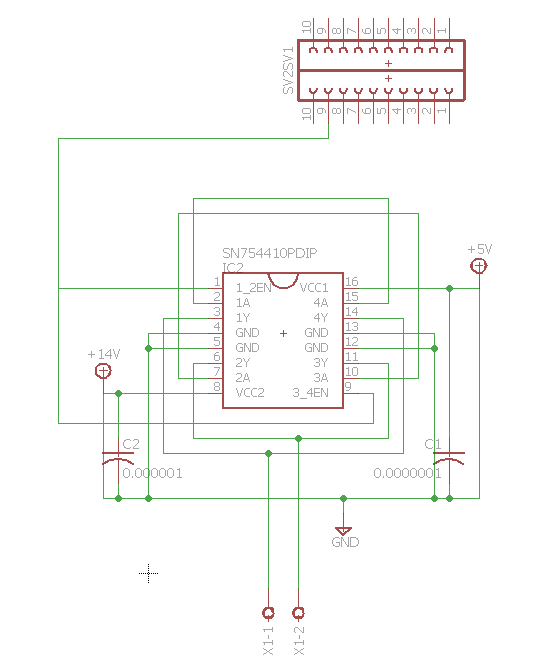 10 9 8 7 6 5 4 3 2 1
SV2SV1
10 9 8 7 6 5 4 3 2 1
+5V
SN754410PDIP
IC2
1 1_2EN VCC1 16
2 1A 4A 15
3 1Y 4Y 14
4 GND GND 13
5 GND GND 12
6 2Y 3Y 11
7 2A 3A 10
8 VCC2 3_4EN 9
+14V
C2
0.000001
C1
0.0000001
GND
X1-1
X1-2